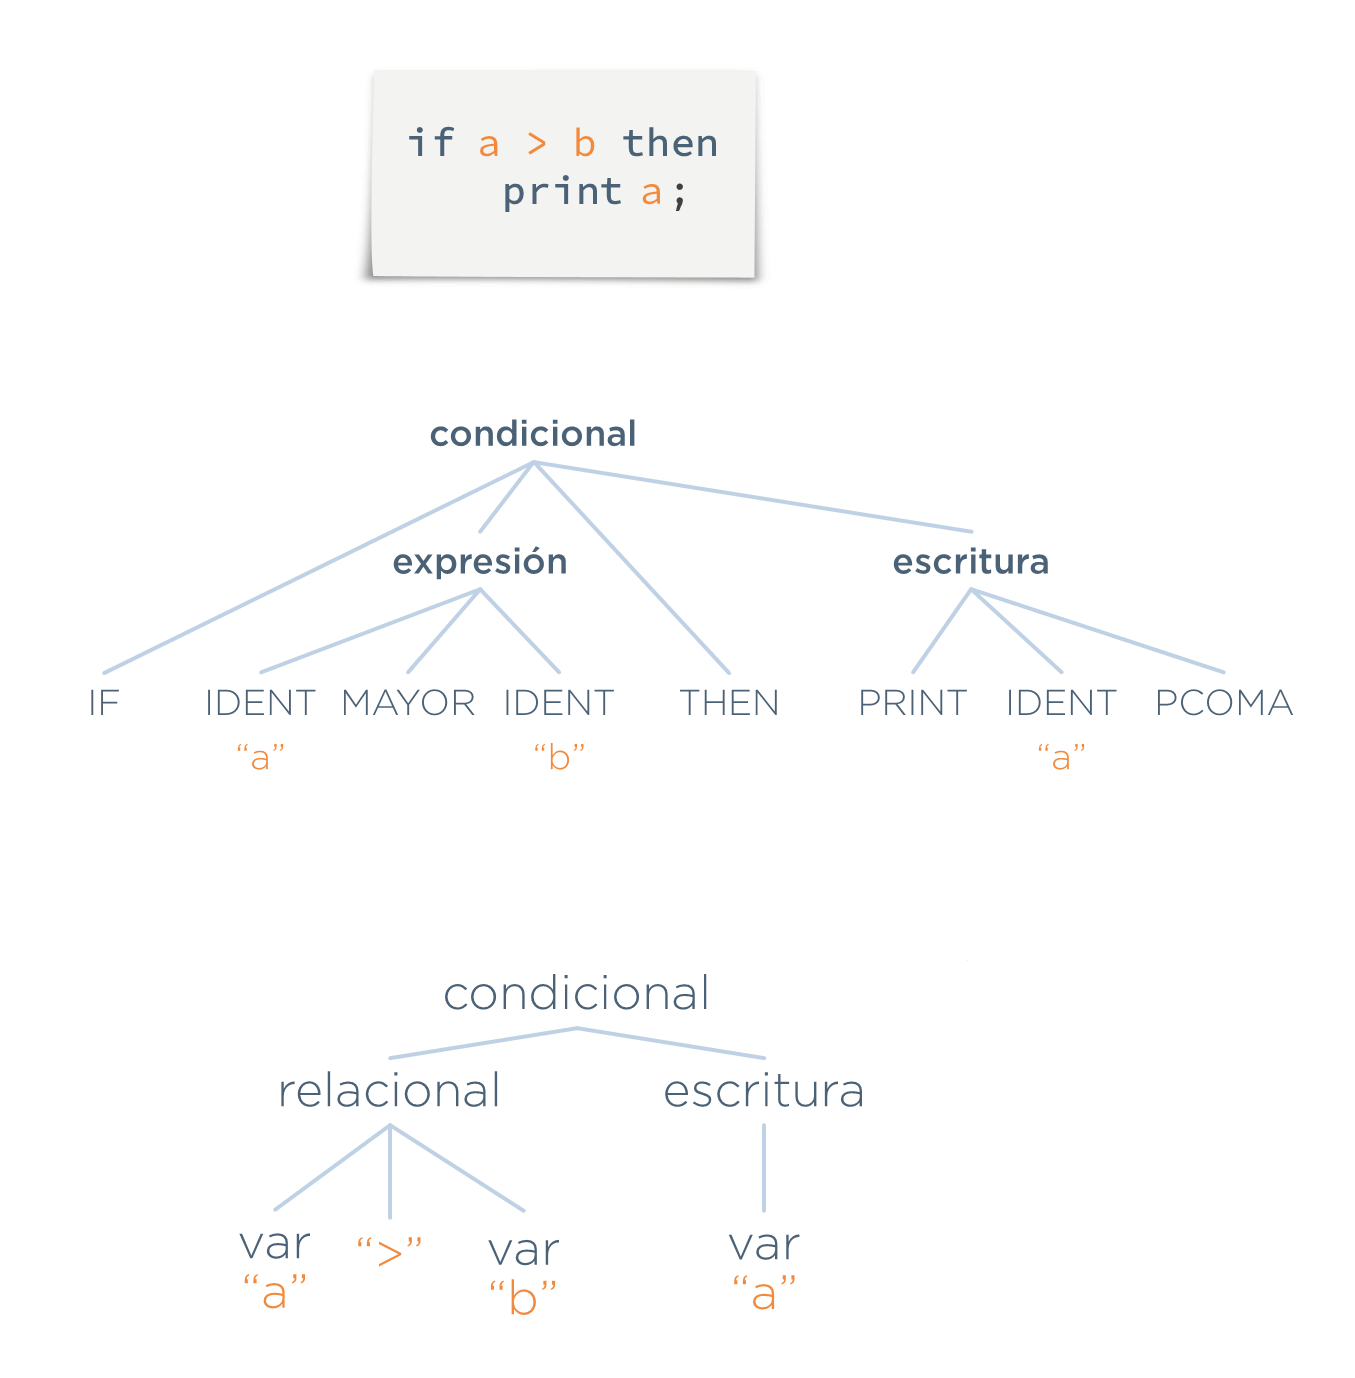 if a > b then
print a;
condicional
expresión escritura
IF IDENT MAYOR IDENT THEN PRINT IDENT PCOMA
“a” “b” “a”
condicional
relacional escritura
var “>” var var
“a” “b” “a”